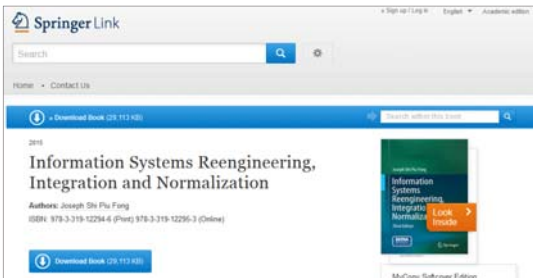 » Sign up / Log in English Academic edition
Springer Link
Search
Home • Contact Us
» Download Book (29,113 KB)
Search within this book
2015
Information Systems Reengineering,
Integration and Normalization
Authors: Joseph Shi Piu Fong
ISBN: 978-3-319-12294-6 (Print) 978-3-319-12295-3 (Online)
Download Book (29,113 KB)
Joseph Shi Piu Fong
Information
Systems
Reengineering,
Integratio
Normaliza
Third Edition
Look
Inside
Springer
MyCopy Softcover Edition